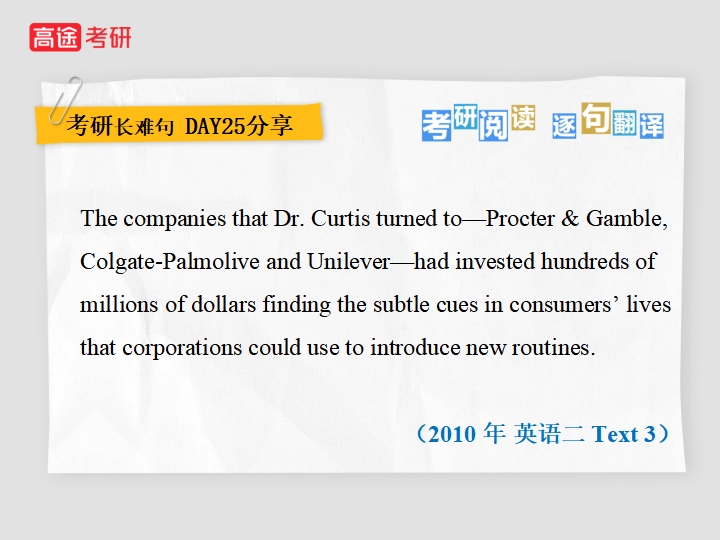 高途考研
考研长难句 DAY25分享
考研阅读 逐句翻译
The companies that Dr. Curtis turned to—Procter & Gamble,
Colgate-Palmolive and Unilever—had invested hundreds of
millions of dollars finding the subtle cues in consumers’ lives
that corporations could use to introduce new routines.
（2010 年 英语二 Text 3）